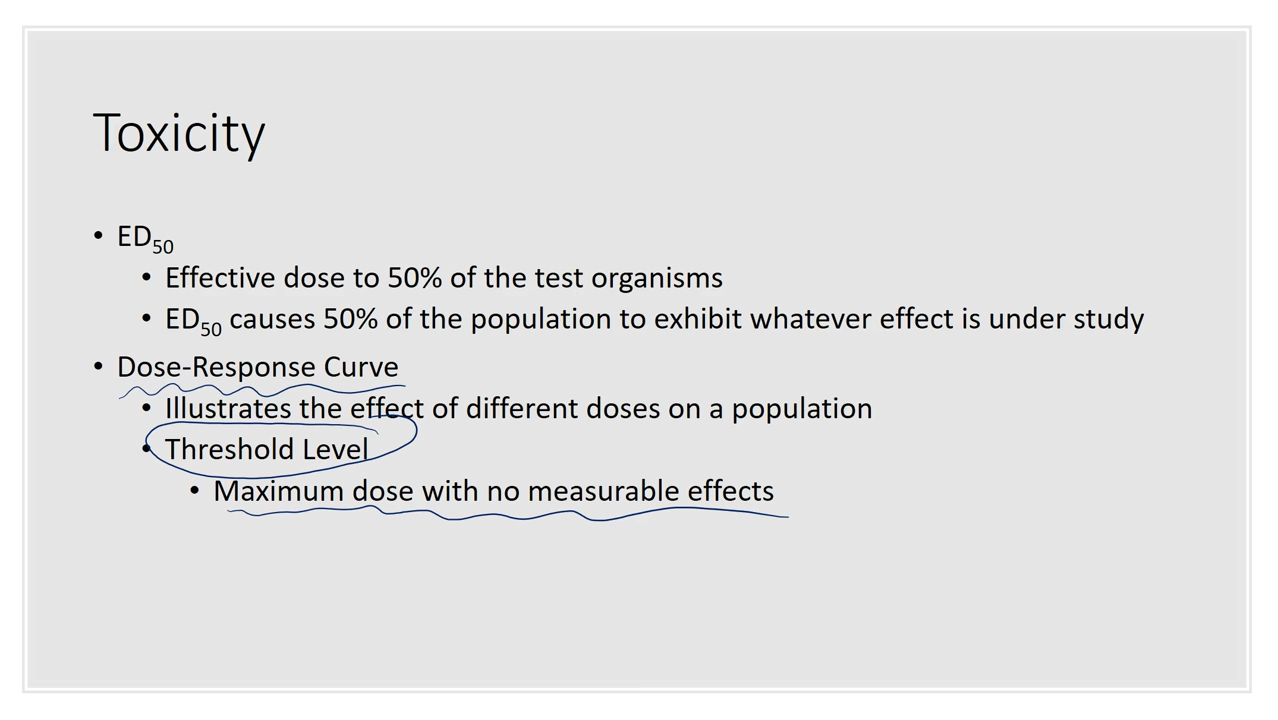 Toxicity
• ED50
• Effective dose to 50% of the test organisms
• ED50 causes 50% of the population to exhibit whatever effect is under study
• Dose-Response Curve
• Illustrates the effect of different doses on a population
• Threshold Level
• Maximum dose with no measurable effects